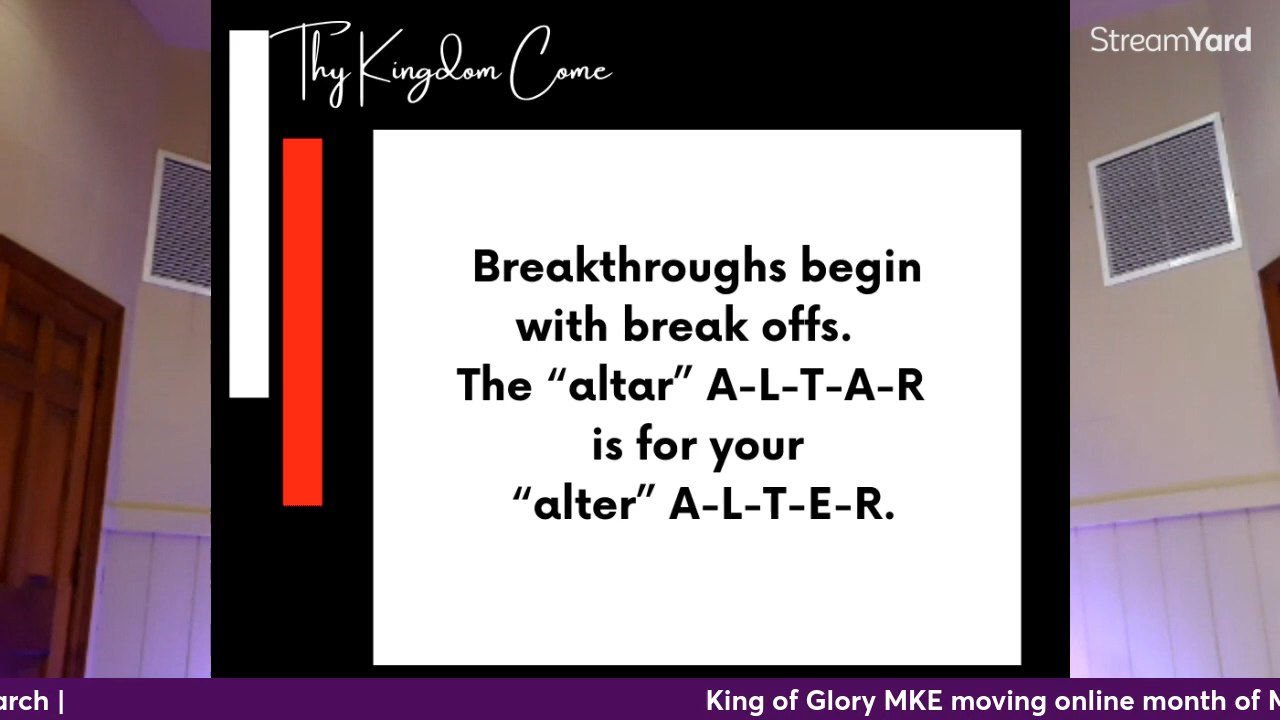 Thy Kingdom Come
StreamYard
Breakthroughs begin
with break offs.
The “altar” A-L-T-A-R
is for your
“alter” A-L-T-E-R.
arch | King of Glory MKE moving online month of M